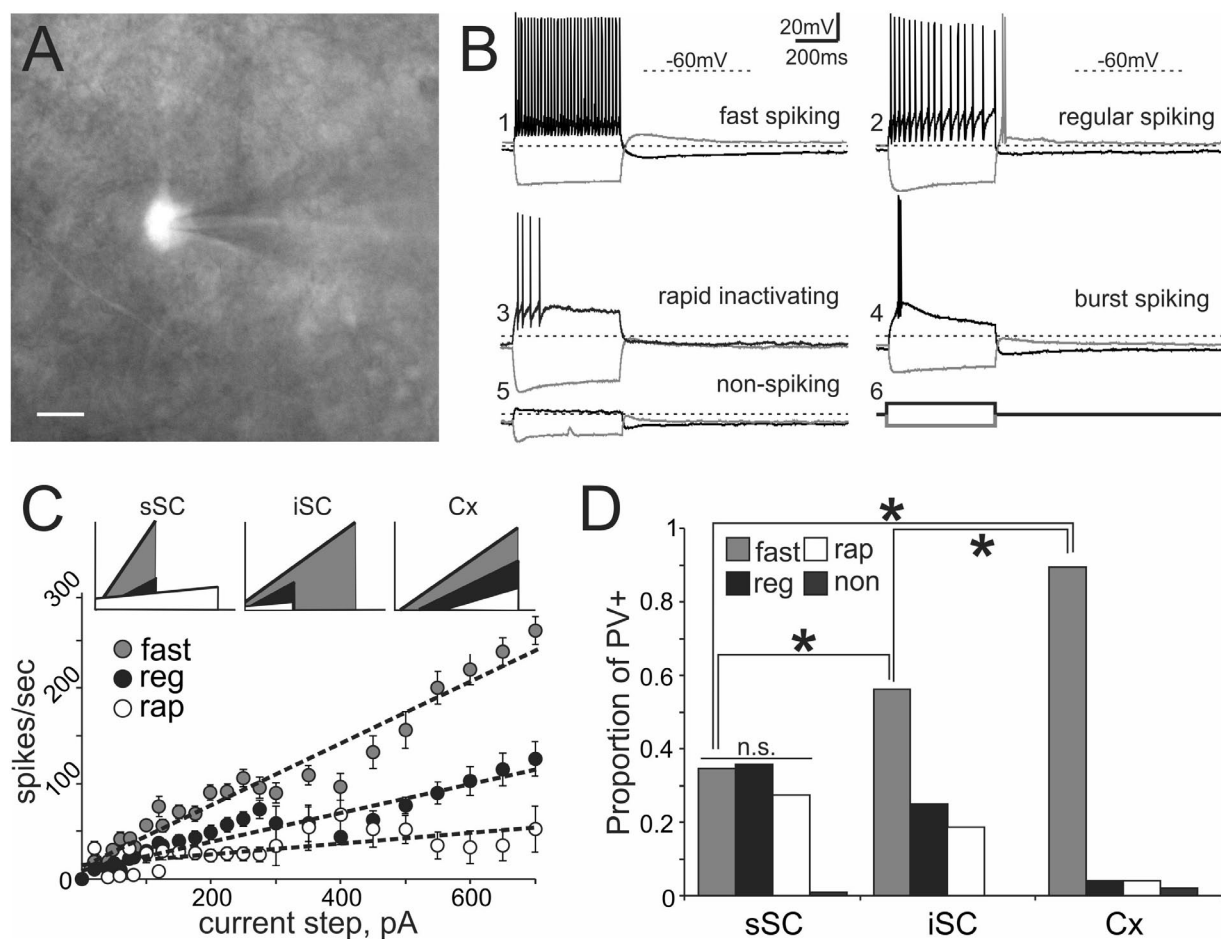 A
B
20mV
200ms
-60mV
-60mV
1
fast spiking
2
regular spiking
3
rapid inactivating
4
burst spiking
5
non-spiking
6
C
sSC
iSC
Cx
300
200
100
0
spikes/sec
fast
reg
rap
200
400
600
current step, pA
D
*
*
*
fast
rap
reg
non
n.s.
1
0.8
0.6
0.4
0.2
0
Proportion of PV+
sSC
iSC
Cx